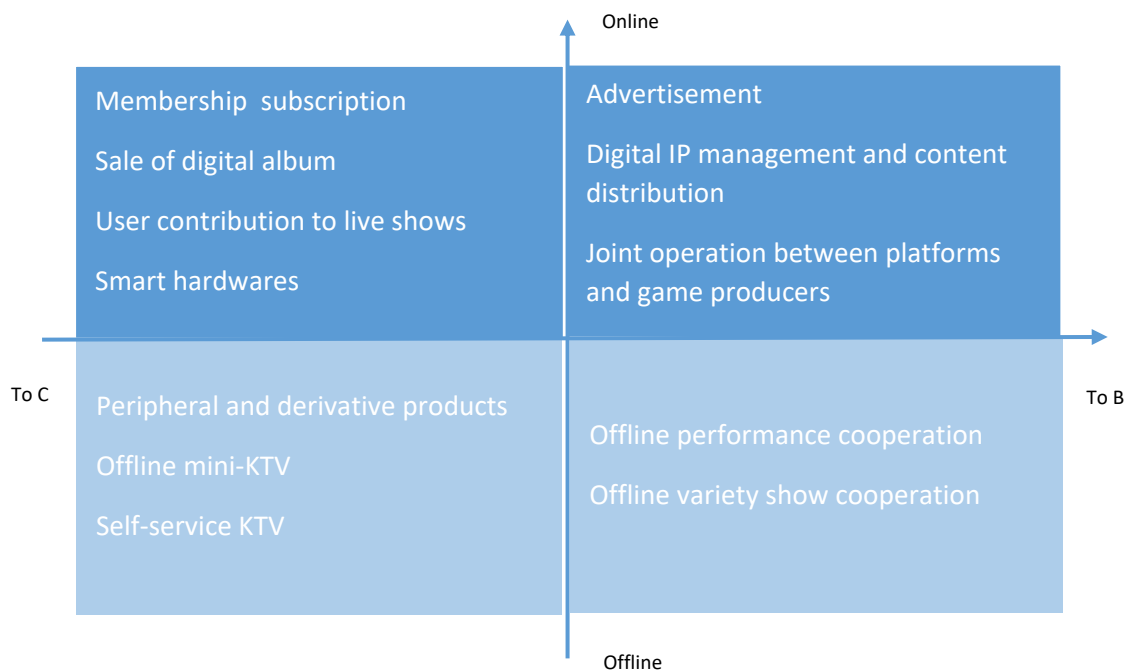 Online
Membership  subscription
Sale of digital album
User contribution to live shows
Smart hardwares
Advertisement
Digital IP management and content
distribution
Joint operation between platforms
and game producers
To C
To B
Peripheral and derivative products
Offline mini-KTV
Self-service KTV
Offline performance cooperation
Offline variety show cooperation
Offline